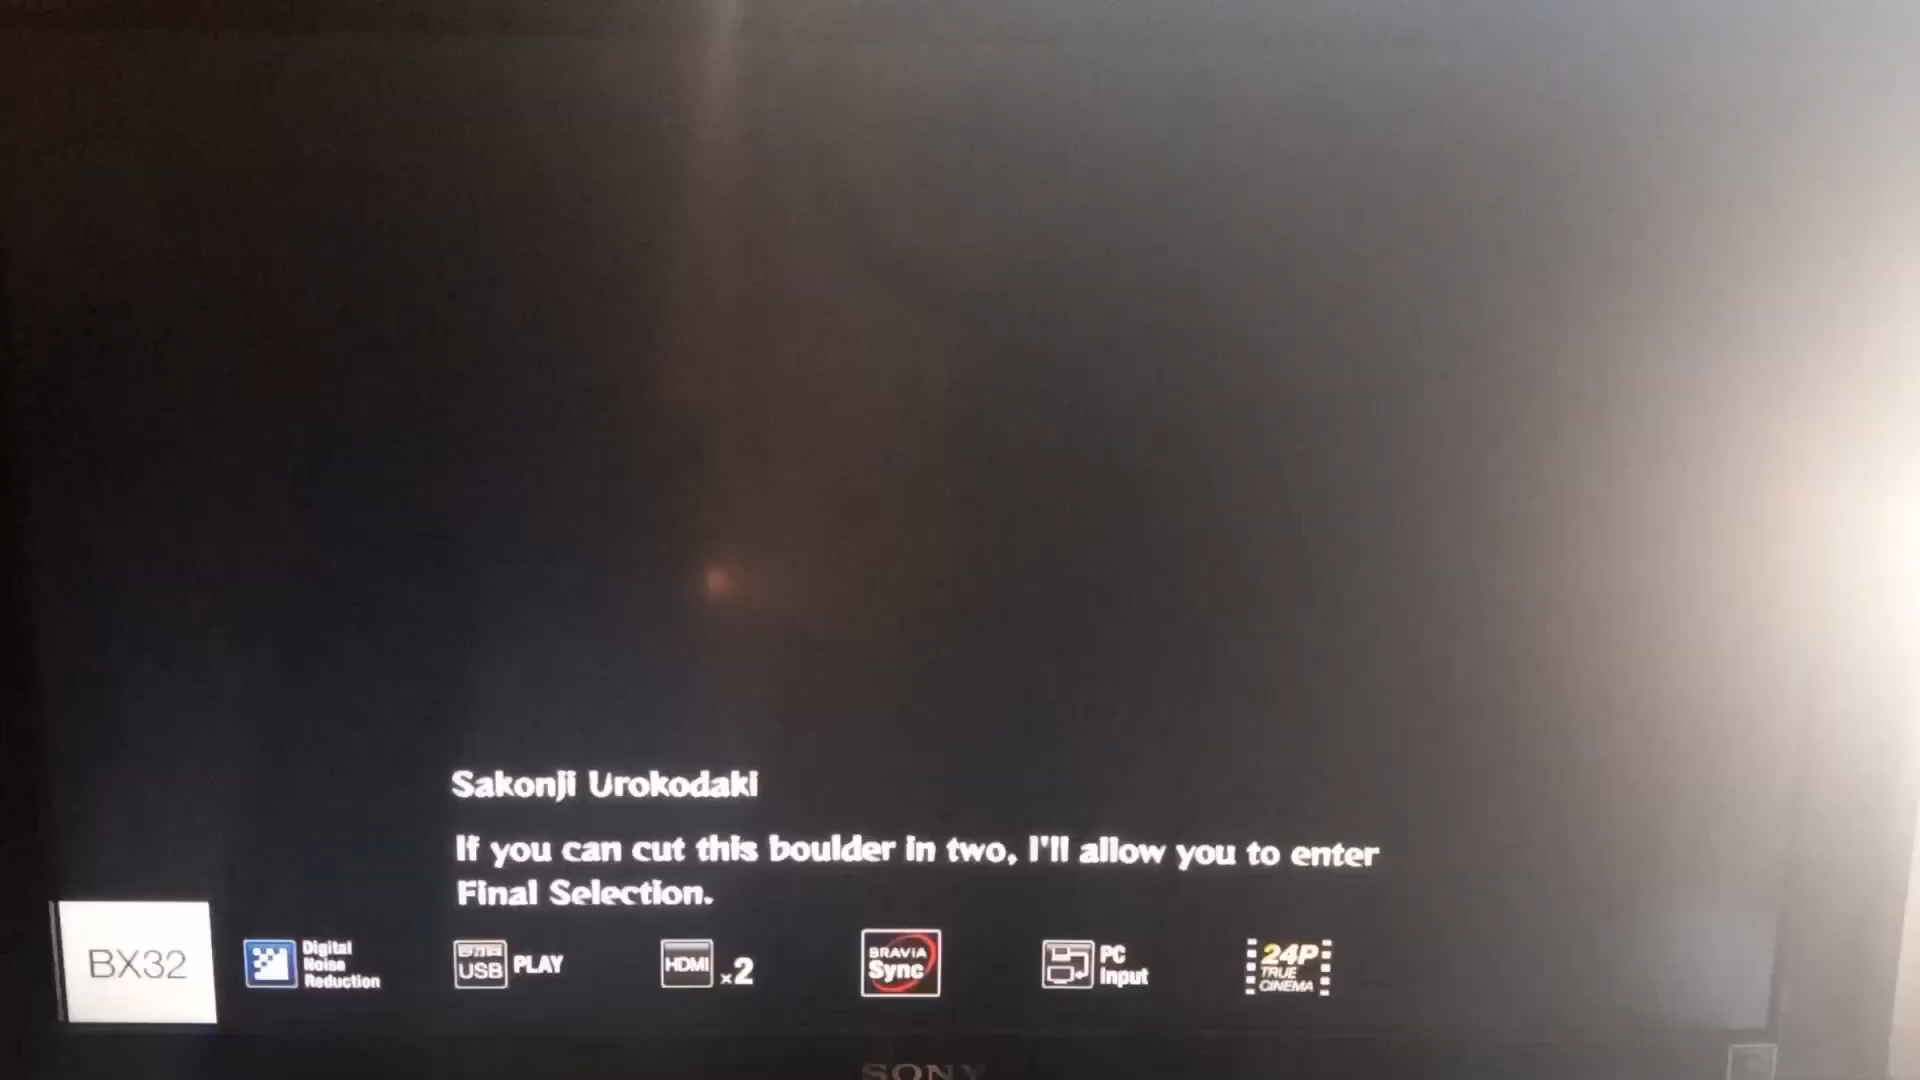 Sakonji Urokodaki
If you can cut this boulder in two, I'll allow you to enter
Final Selection.
BX32
Digital
Noise
Reduction
USB
PLAY
HDMI x2
BRAVIA
Sync
PC
Input
24P
TRUE
CINEMA
SONY